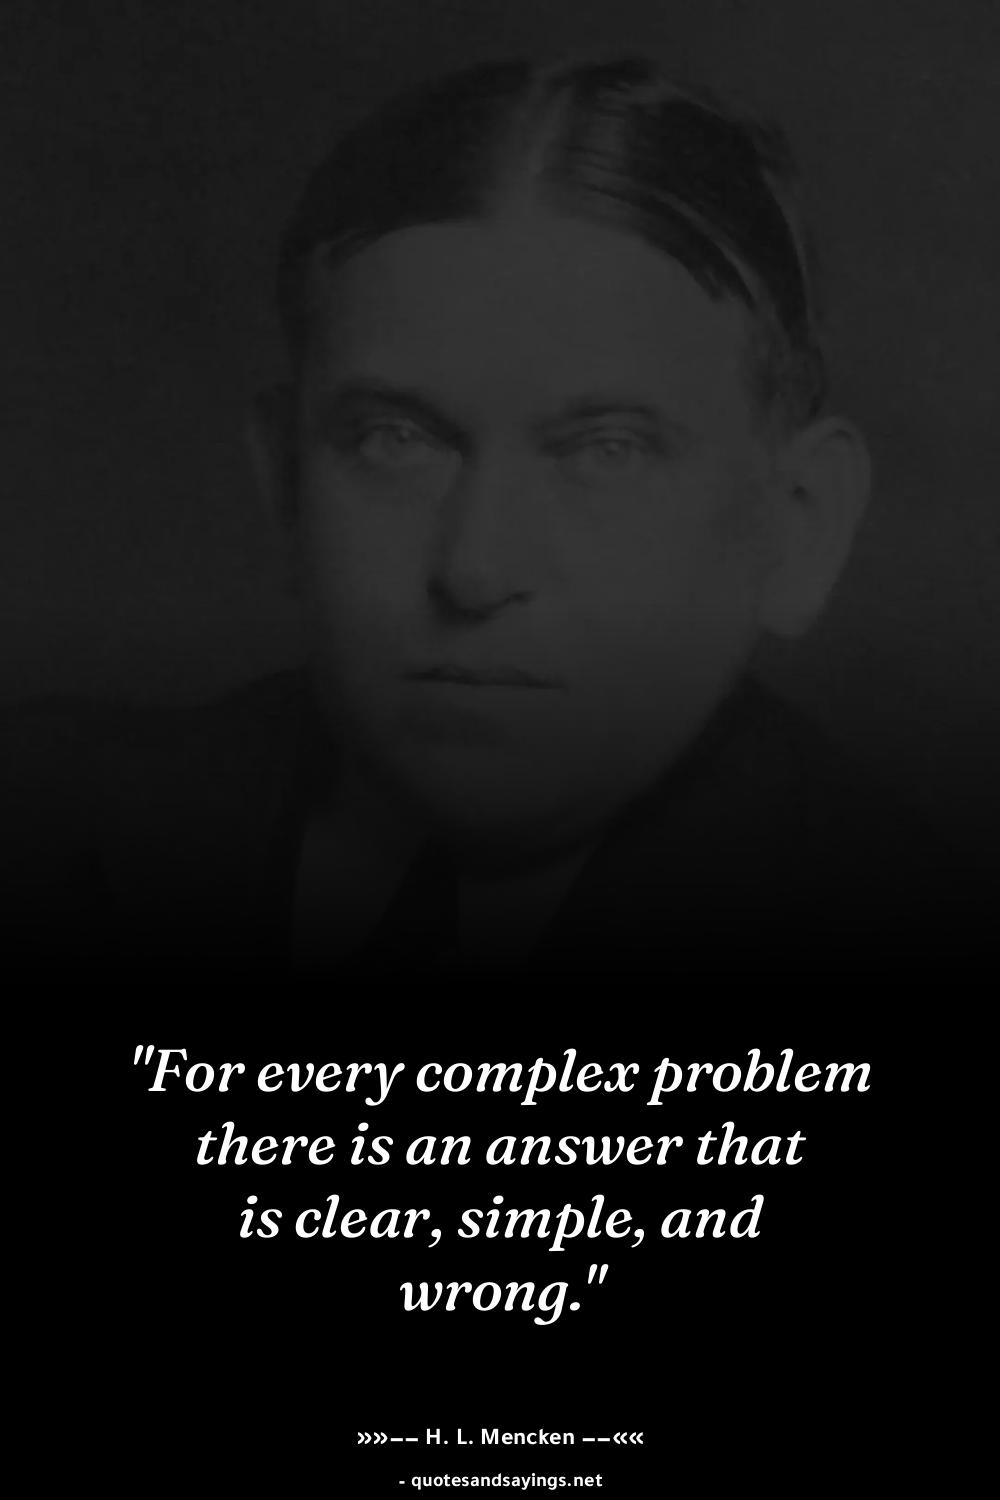 "For every complex problem
there is an answer that
is clear, simple, and
wrong."
»»–– H. L. Mencken ––««
- quotesandsayings.net